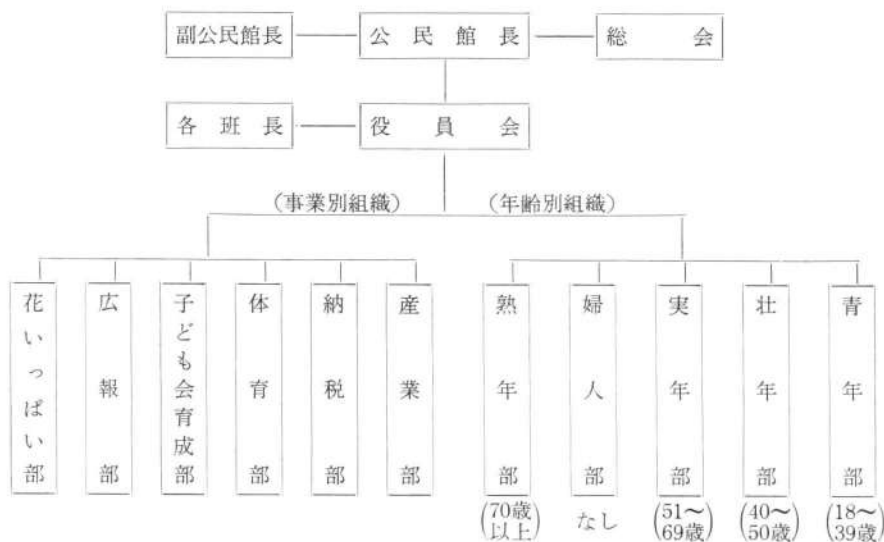 副公民館長
公民館長
総会
各班長
役員会
(事業別組織)
(年齢別組織)
花いっぱい部
広報部
子ども会育成部
体育部
納税部
産業部
熟年部
婦人部
実年部
壮年部
青年部
(70歳
以上)
なし
(51〜
69歳)
(40〜
50歳)
(18〜
39歳)